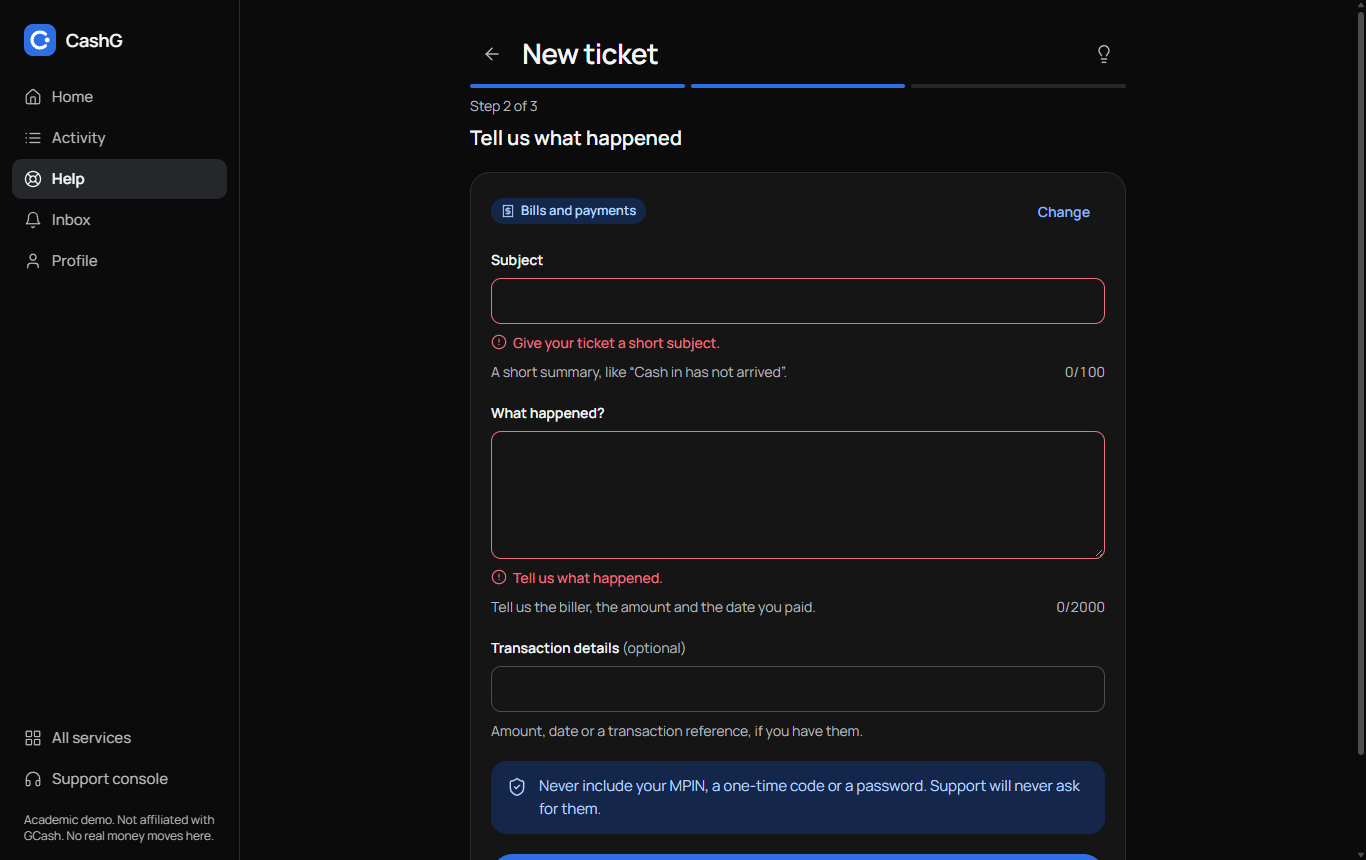 CashG
Home
Activity
Help
Inbox
Profile
All services
Support console
Academic demo. Not affiliated with
GCash. No real money moves here.
New ticket
Step 2 of 3
Tell us what happened
Bills and payments
Change
Subject
Give your ticket a short subject.
A short summary, like “Cash in has not arrived”.
0/100
What happened?
Tell us what happened.
Tell us the biller, the amount and the date you paid.
0/2000
Transaction details (optional)
Amount, date or a transaction reference, if you have them.
Never include your MPIN, a one-time code or a password. Support will never ask
for them.